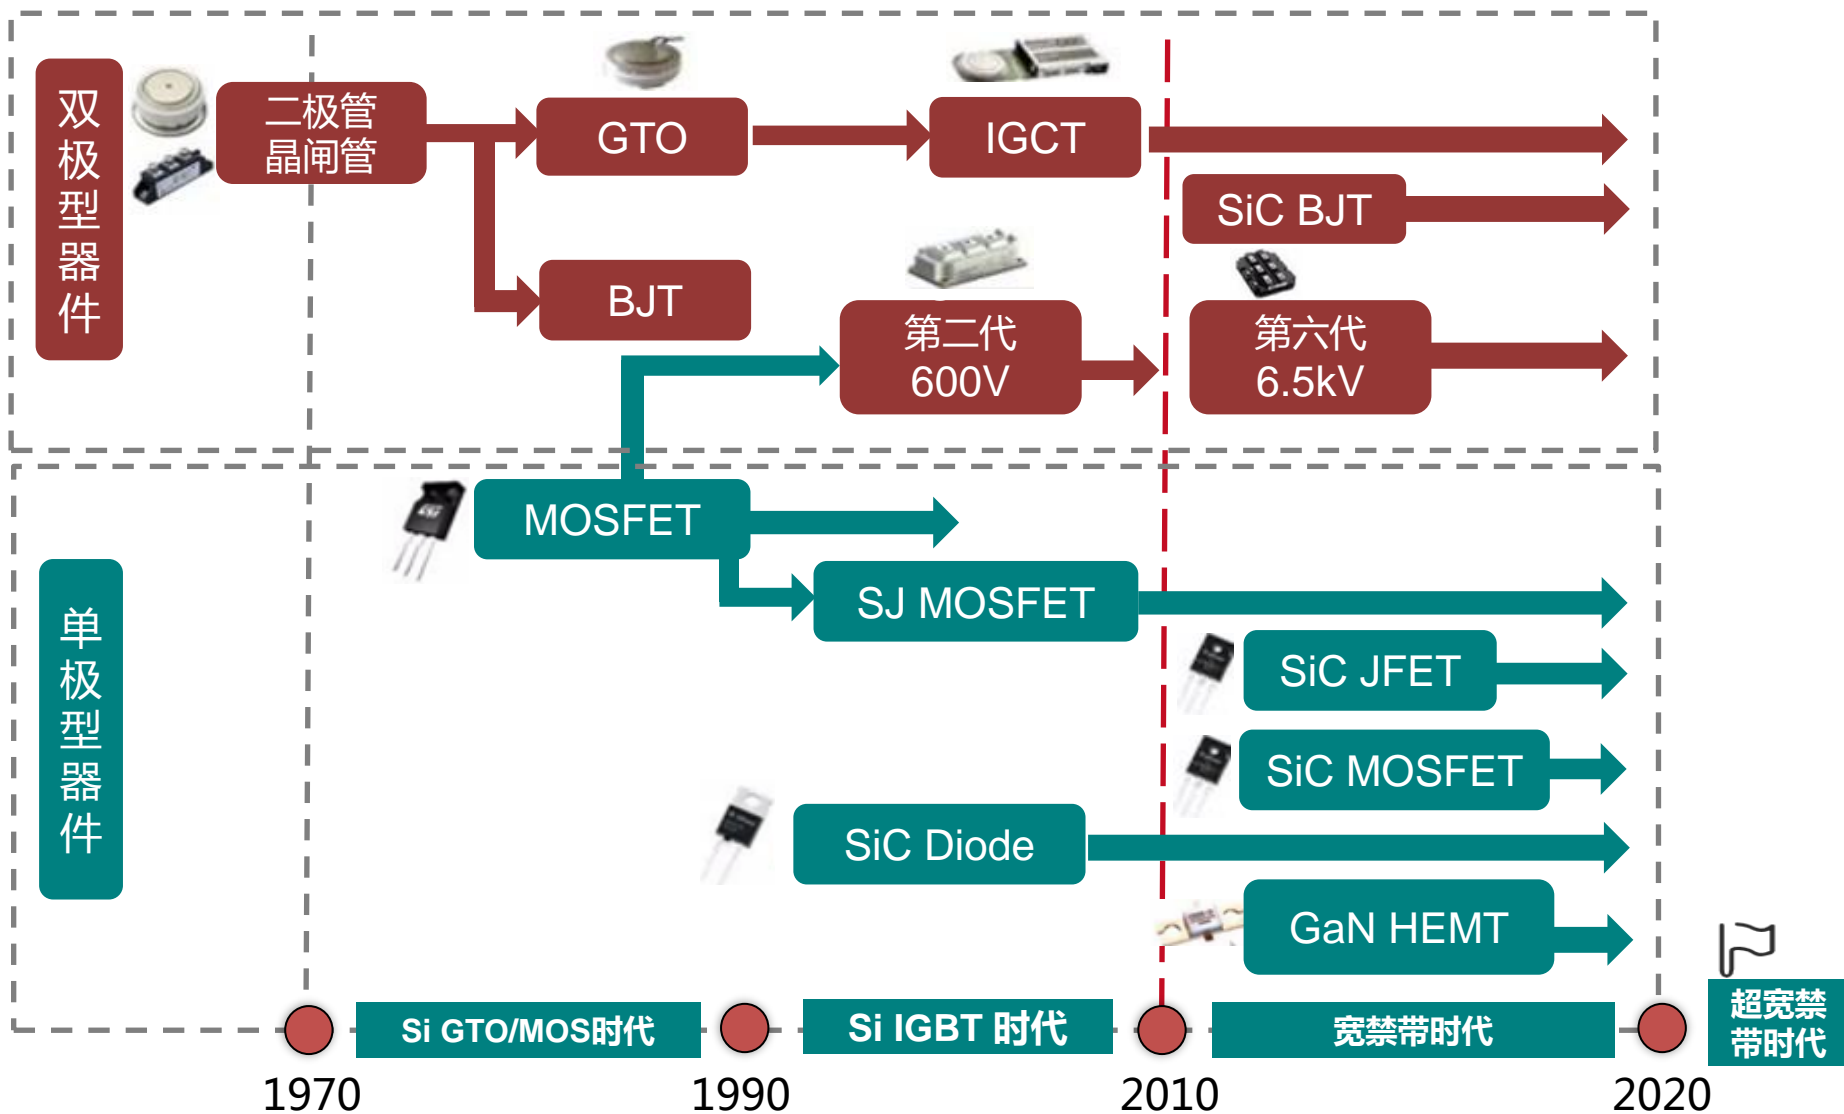 双极型器件
二极管
晶闸管
GTO
IGCT
SiC BJT
BJT
第二代
600V
第六代
6.5kV
单极型器件
MOSFET
SJ MOSFET
SiC JFET
SiC MOSFET
SiC Diode
GaN HEMT
Si GTO/MOS时代
Si IGBT 时代
宽禁带时代
超宽禁
带时代
1970
1990
2010
2020